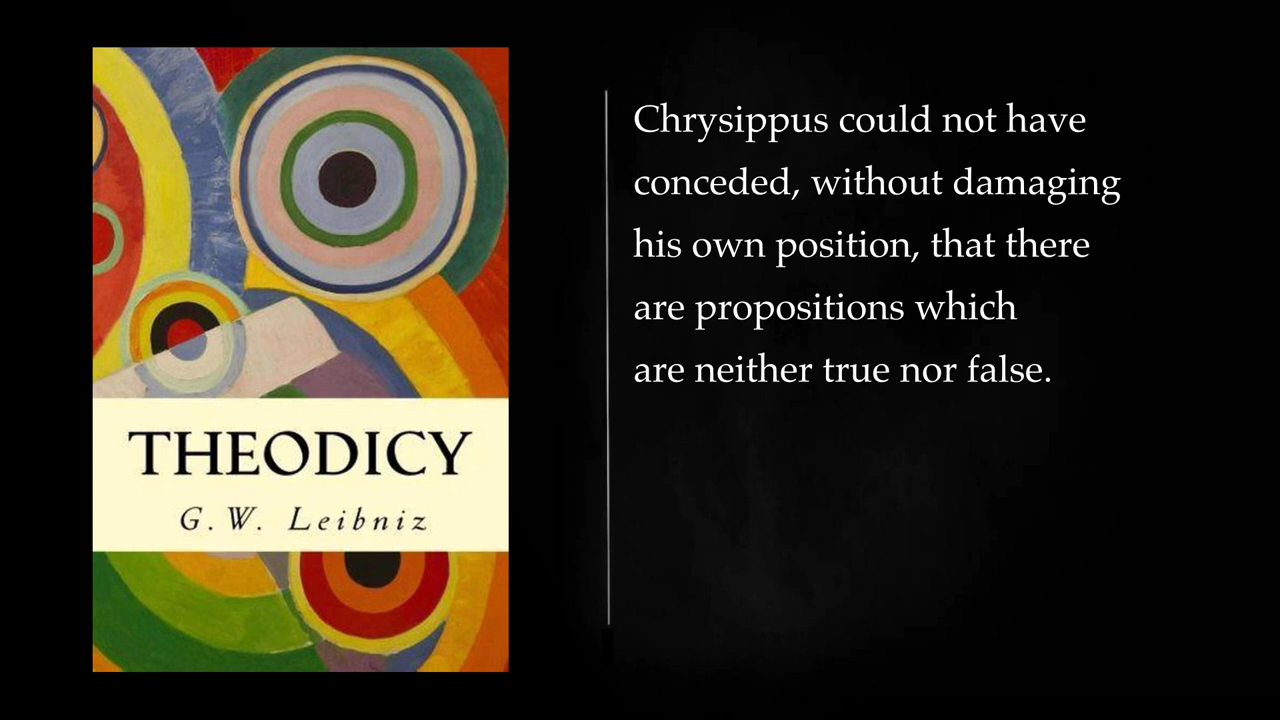 THEODICY
G. W. Leibniz
Chrysippus could not have
conceded, without damaging
his own position, that there
are propositions which
are neither true nor false.